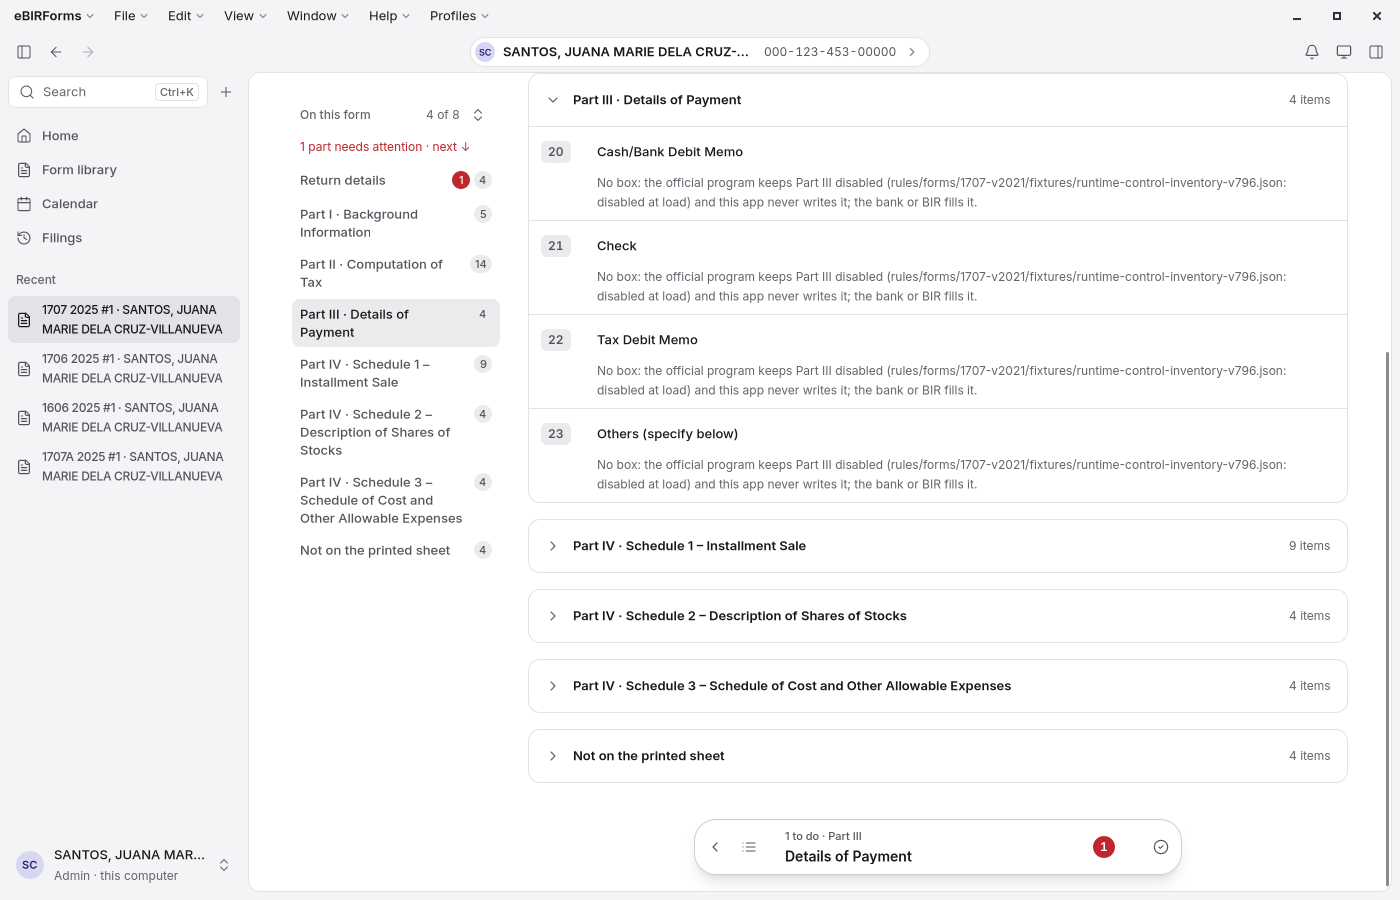 eBIRForms File Edit View Window Help Profiles
SC SANTOS, JUANA MARIE DELA CRUZ-... 000-123-453-00000
Search Ctrl+K
Home
Form library
Calendar
Filings
Recent
1707 2025 #1 · SANTOS, JUANA
MARIE DELA CRUZ-VILLANUEVA
1706 2025 #1 · SANTOS, JUANA
MARIE DELA CRUZ-VILLANUEVA
1606 2025 #1 · SANTOS, JUANA
MARIE DELA CRUZ-VILLANUEVA
1707A 2025 #1 · SANTOS, JUANA
MARIE DELA CRUZ-VILLANUEVA
SC SANTOS, JUANA MAR...
Admin · this computer
On this form 4 of 8
1 part needs attention · next ↓
Return details 1 4
Part I · Background 5
Information
Part II · Computation of 14
Tax
Part III · Details of 4
Payment
Part IV · Schedule 1 – 9
Installment Sale
Part IV · Schedule 2 – 4
Description of Shares of
Stocks
Part IV · Schedule 3 – 4
Schedule of Cost and
Other Allowable Expenses
Not on the printed sheet 4
Part III · Details of Payment 4 items
20 Cash/Bank Debit Memo
No box: the official program keeps Part III disabled (rules/forms/1707-v2021/fixtures/runtime-control-inventory-v796.json:
disabled at load) and this app never writes it; the bank or BIR fills it.
21 Check
No box: the official program keeps Part III disabled (rules/forms/1707-v2021/fixtures/runtime-control-inventory-v796.json:
disabled at load) and this app never writes it; the bank or BIR fills it.
22 Tax Debit Memo
No box: the official program keeps Part III disabled (rules/forms/1707-v2021/fixtures/runtime-control-inventory-v796.json:
disabled at load) and this app never writes it; the bank or BIR fills it.
23 Others (specify below)
No box: the official program keeps Part III disabled (rules/forms/1707-v2021/fixtures/runtime-control-inventory-v796.json:
disabled at load) and this app never writes it; the bank or BIR fills it.
Part IV · Schedule 1 – Installment Sale 9 items
Part IV · Schedule 2 – Description of Shares of Stocks 4 items
Part IV · Schedule 3 – Schedule of Cost and Other Allowable Expenses 4 items
Not on the printed sheet 4 items
1 to do · Part III
Details of Payment 1